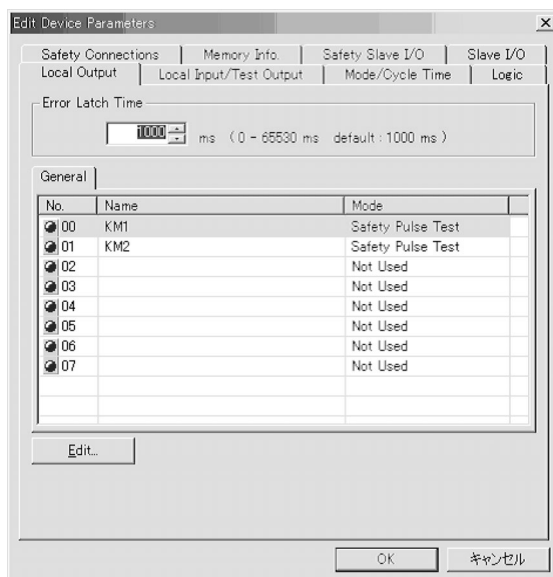 Edit Device Parameters
Safety Connections Memory Info. Safety Slave I/O Slave I/O
Local Output Local Input/Test Output Mode/Cycle Time Logic
Error Latch Time
1000 ms ( 0 - 65530 ms default : 1000 ms )
General
No. Name Mode
00 KM1 Safety Pulse Test
01 KM2 Safety Pulse Test
02 Not Used
03 Not Used
04 Not Used
05 Not Used
06 Not Used
07 Not Used
Edit...
OK キャンセル